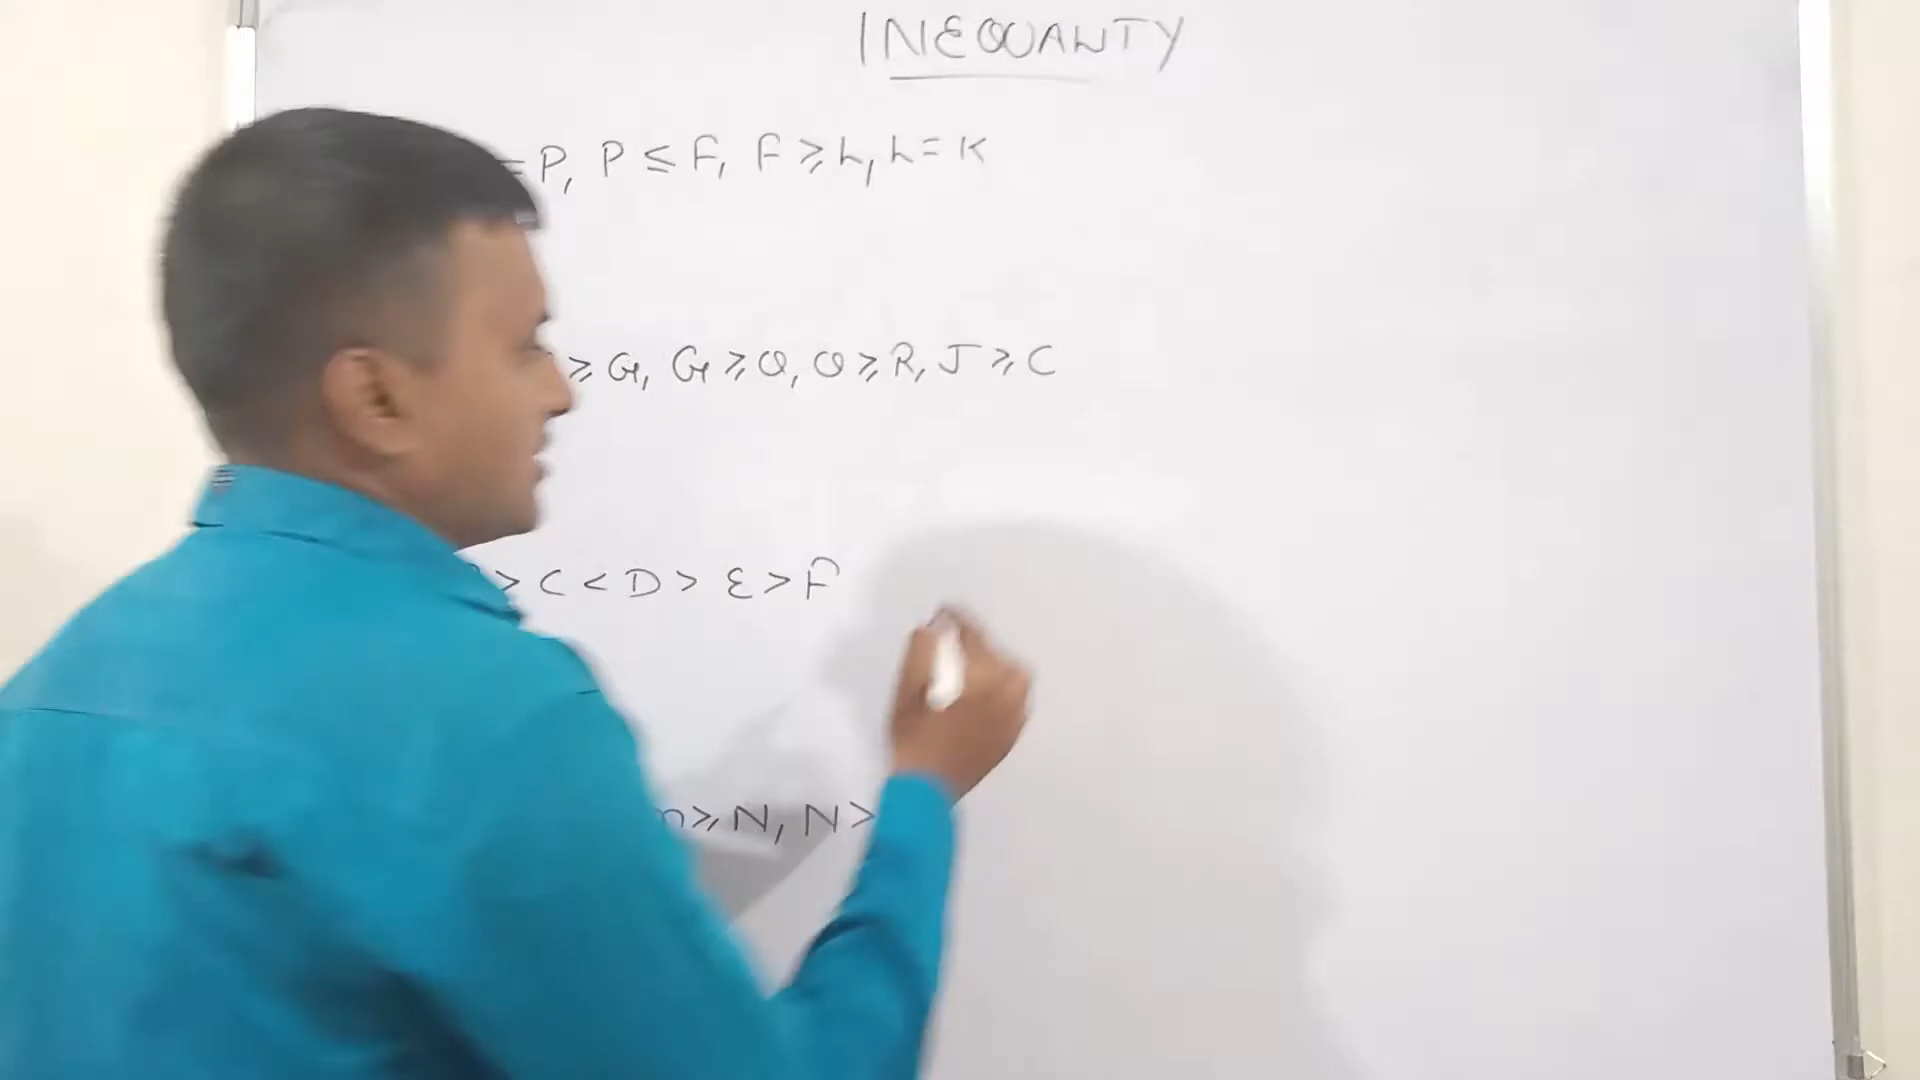 INEQUALITY
= P, P ≤ F, F ≥ L, L = K
≥ G, G ≥ Q, Q ≥ R, J ≥ C
> C < D > E > F
m ≥ N, N >